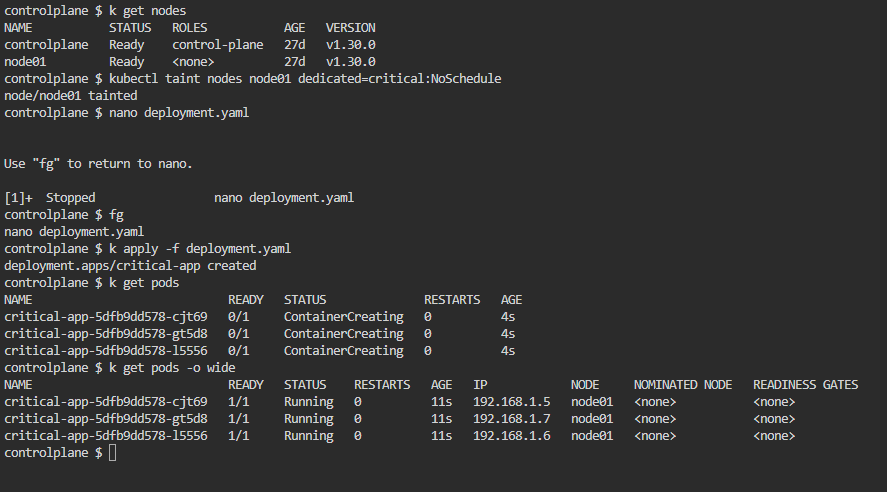 controlplane $ k get nodes
NAME           STATUS   ROLES           AGE   VERSION
controlplane   Ready    control-plane   27d   v1.30.0
node01         Ready    <none>          27d   v1.30.0
controlplane $ kubectl taint nodes node01 dedicated=critical:NoSchedule
node/node01 tainted
controlplane $ nano deployment.yaml
Use "fg" to return to nano.
[1]+  Stopped                 nano deployment.yaml
controlplane $ fg
nano deployment.yaml
controlplane $ k apply -f deployment.yaml
deployment.apps/critical-app created
controlplane $ k get pods
NAME                            READY   STATUS              RESTARTS   AGE
critical-app-5dfb9dd578-cjt69   0/1     ContainerCreating   0          4s
critical-app-5dfb9dd578-gt5d8   0/1     ContainerCreating   0          4s
critical-app-5dfb9dd578-l5556   0/1     ContainerCreating   0          4s
controlplane $ k get pods -o wide
NAME                            READY   STATUS    RESTARTS   AGE   IP            NODE     NOMINATED NODE   READINESS GATES
critical-app-5dfb9dd578-cjt69   1/1     Running   0          11s   192.168.1.5   node01   <none>           <none>
critical-app-5dfb9dd578-gt5d8   1/1     Running   0          11s   192.168.1.7   node01   <none>           <none>
critical-app-5dfb9dd578-l5556   1/1     Running   0          11s   192.168.1.6   node01   <none>           <none>
controlplane $